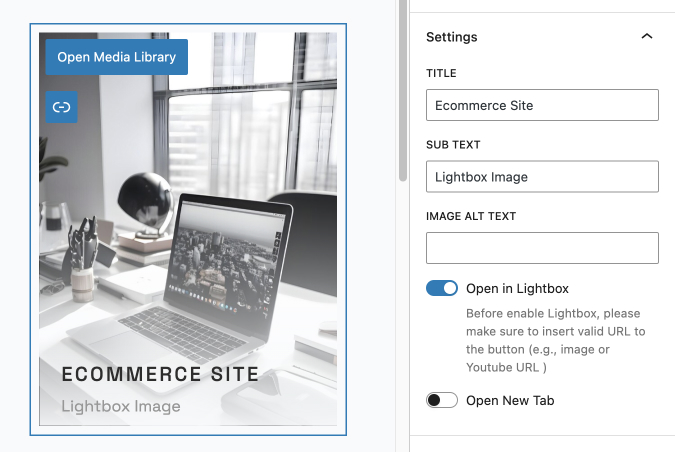 Open Media Library
ECOMMERCE SITE
Lightbox Image
Settings
TITLE
Ecommerce Site
SUB TEXT
Lightbox Image
IMAGE ALT TEXT
Open in Lightbox
Before enable Lightbox, please
make sure to insert valid URL to
the button (e.g., image or
Youtube URL )
Open New Tab